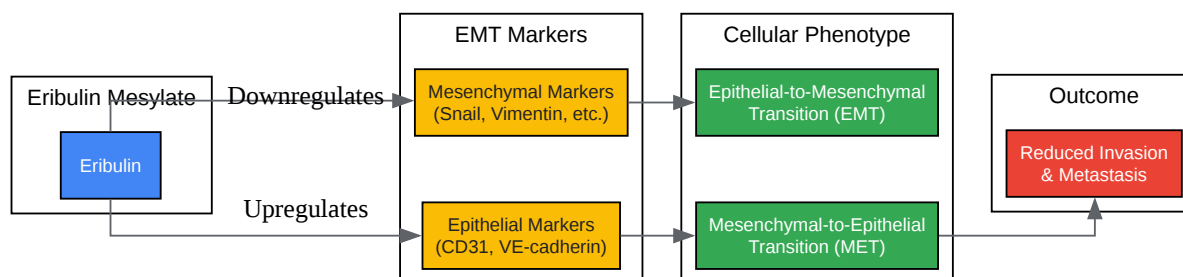 Eribulin Mesylate
Eribulin
Downregulates
Upregulates
EMT Markers
Mesenchymal Markers
(Snail, Vimentin, etc.)
Epithelial Markers
(CD31, VE-cadherin)
Cellular Phenotype
Epithelial-to-Mesenchymal
Transition (EMT)
Mesenchymal-to-Epithelial
Transition (MET)
Outcome
Reduced Invasion
& Metastasis